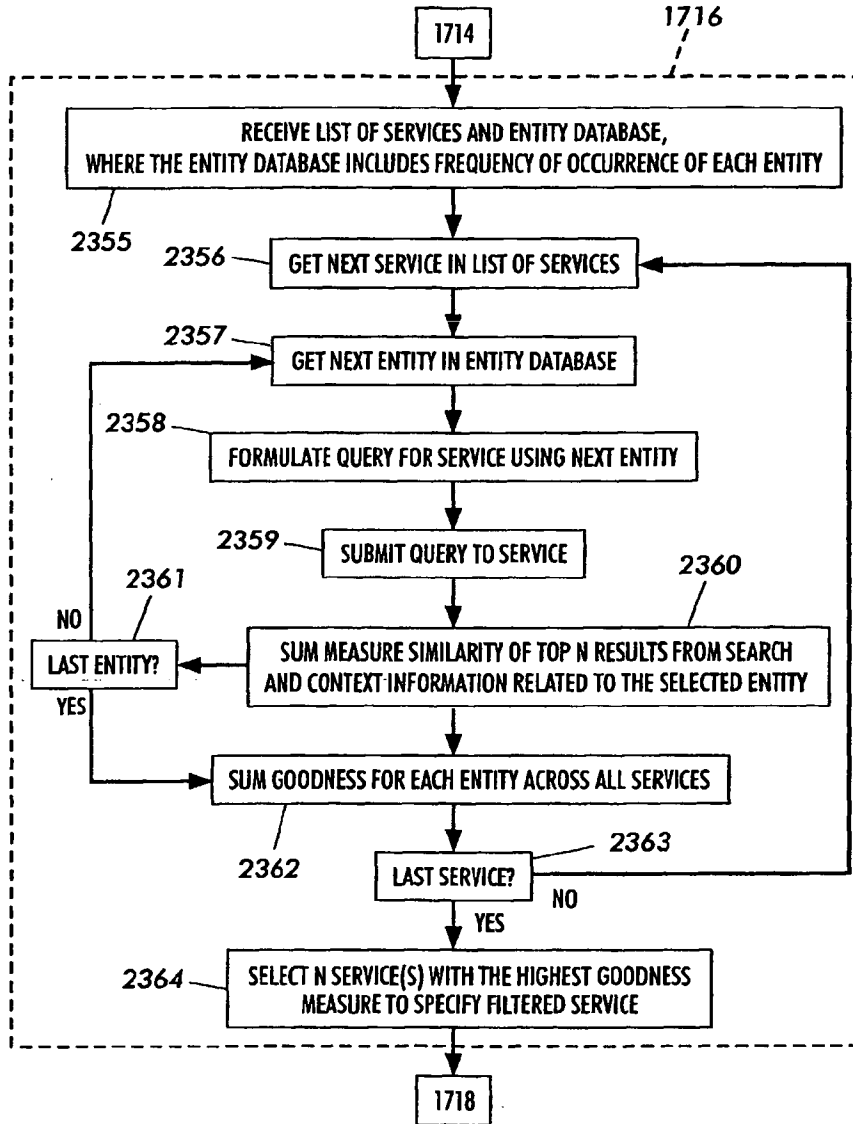 1714
1716
RECEIVE LIST OF SERVICES AND ENTITY DATABASE,
WHERE THE ENTITY DATABASE INCLUDES FREQUENCY OF OCCURRENCE OF EACH ENTITY
2355
2356
GET NEXT SERVICE IN LIST OF SERVICES
2357
GET NEXT ENTITY IN ENTITY DATABASE
2358
FORMULATE QUERY FOR SERVICE USING NEXT ENTITY
2359
SUBMIT QUERY TO SERVICE
2360
2361
NO
LAST ENTITY?
YES
SUM MEASURE SIMILARITY OF TOP N RESULTS FROM SEARCH
AND CONTEXT INFORMATION RELATED TO THE SELECTED ENTITY
SUM GOODNESS FOR EACH ENTITY ACROSS ALL SERVICES
2362
2363
LAST SERVICE?
NO
YES
2364
SELECT N SERVICE(S) WITH THE HIGHEST GOODNESS
MEASURE TO SPECIFY FILTERED SERVICE
1718